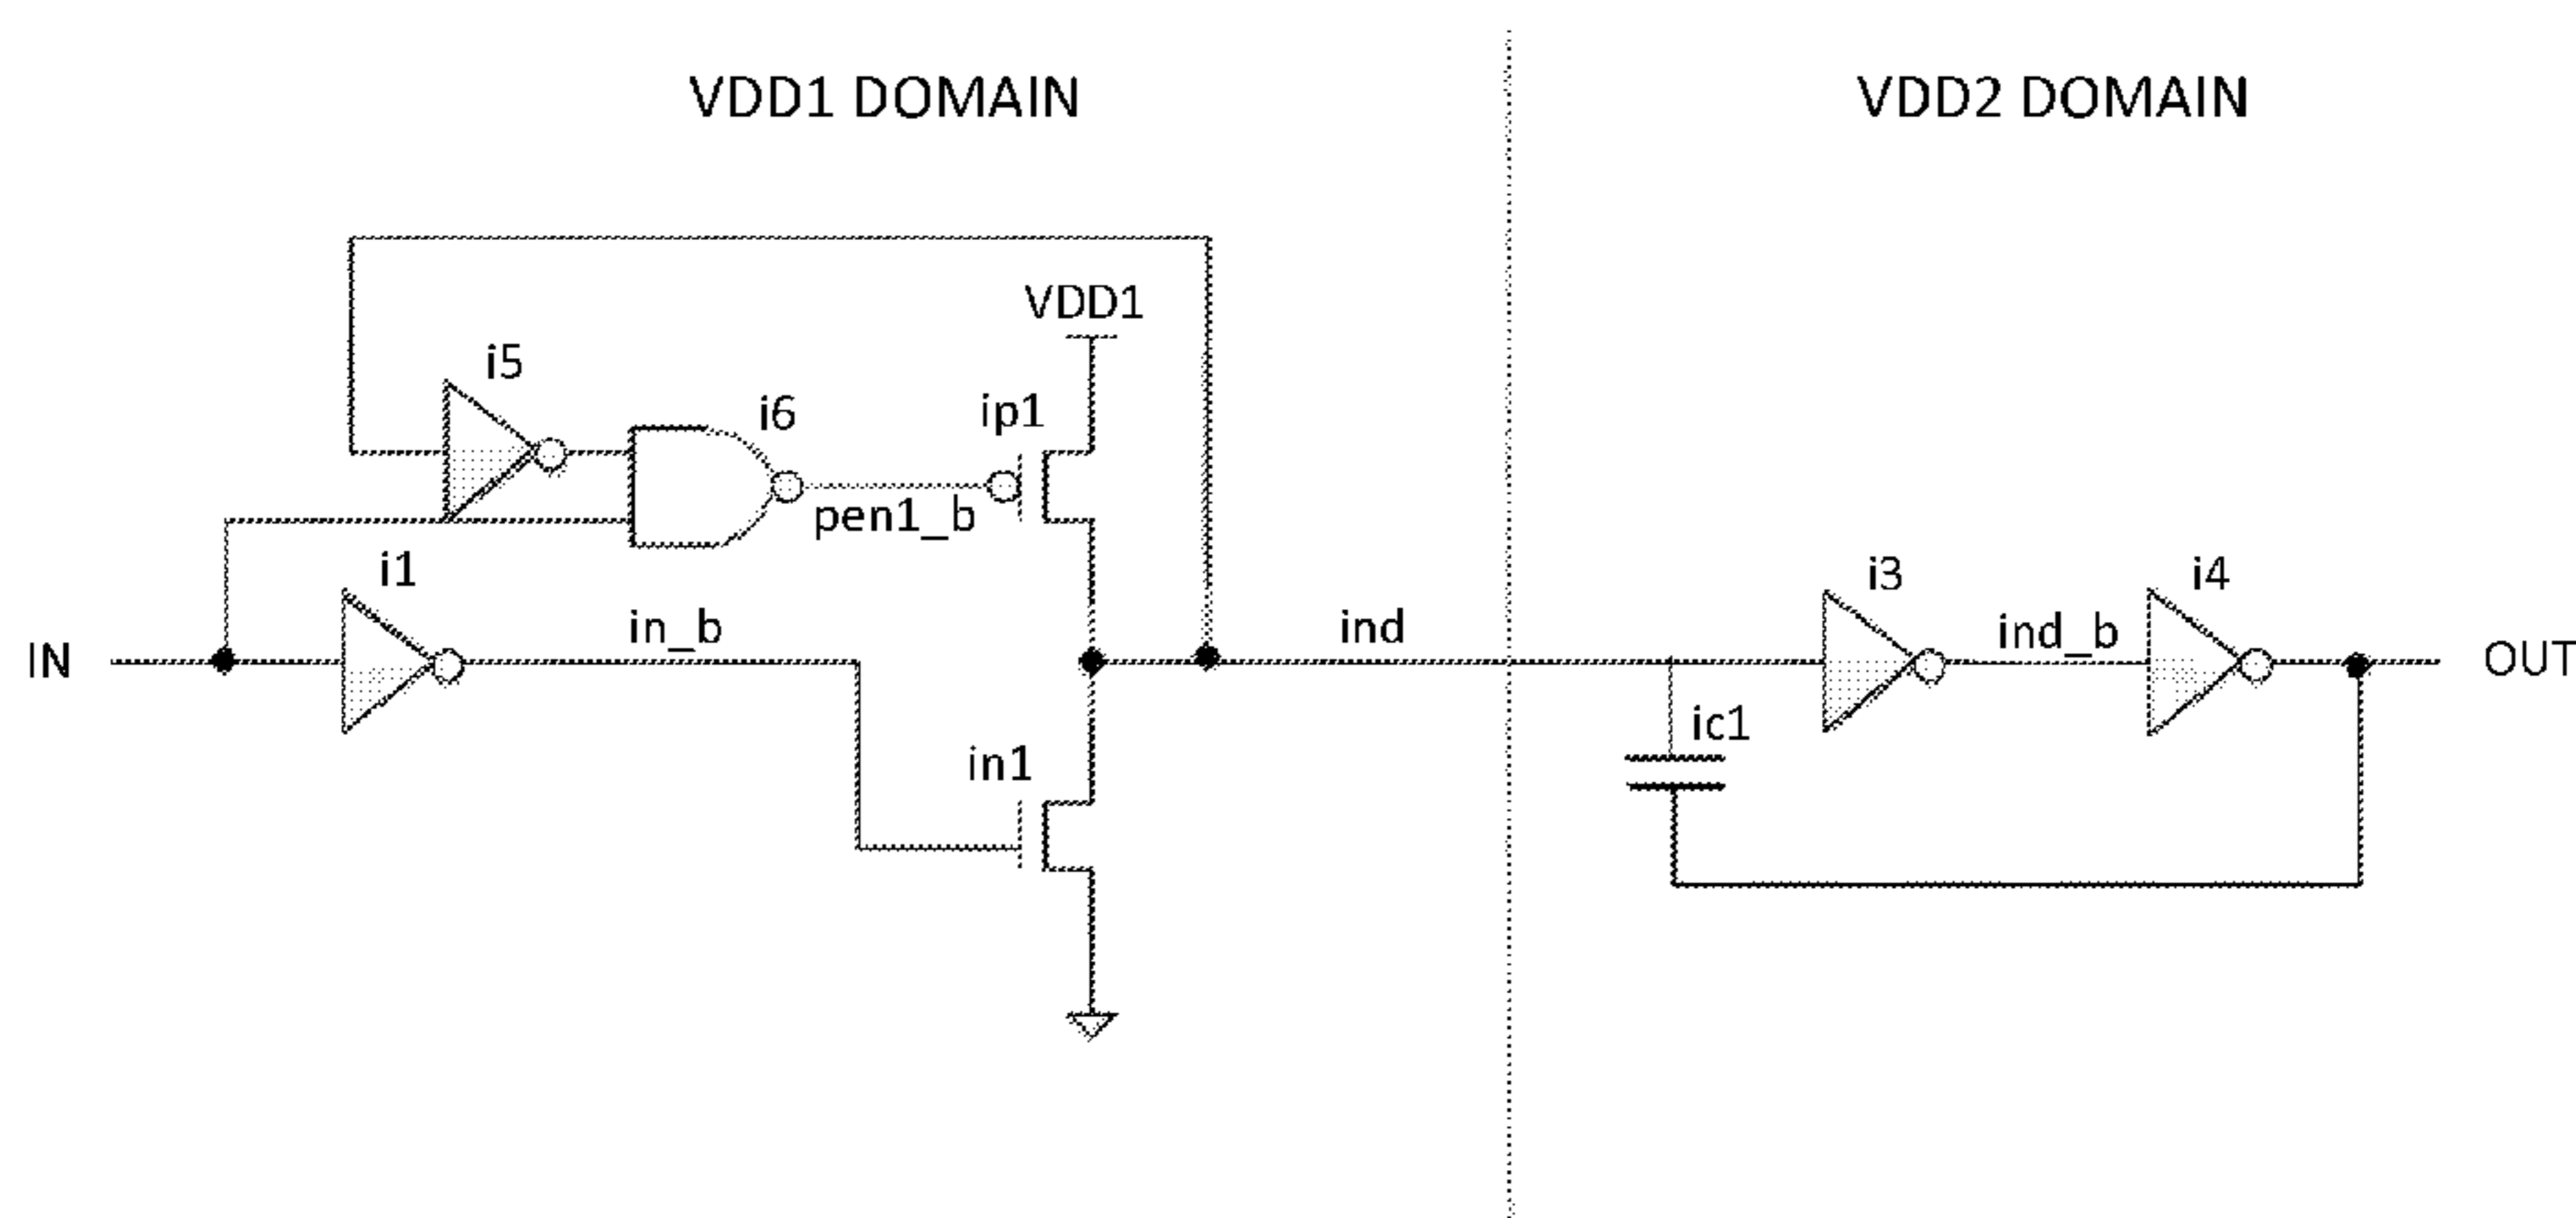 VDD1 DOMAIN
VDD2 DOMAIN
VDD1
i5
i6
ip1
pen1_b
i1
in_b
IN
ind
i3
ind_b
i4
OUT
ic1
in1